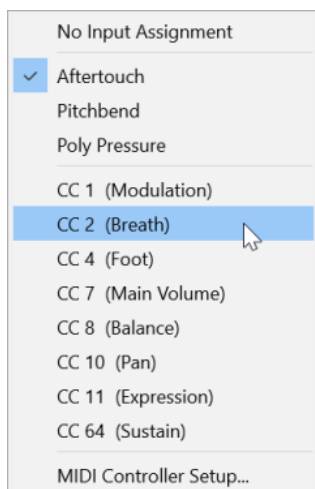 No Input Assignment
Aftertouch
Pitchbend
Poly Pressure
CC 1 (Modulation)
CC 2 (Breath)
CC 4 (Foot)
CC 7 (Main Volume)
CC 8 (Balance)
CC 10 (Pan)
CC 11 (Expression)
CC 64 (Sustain)
MIDI Controller Setup...